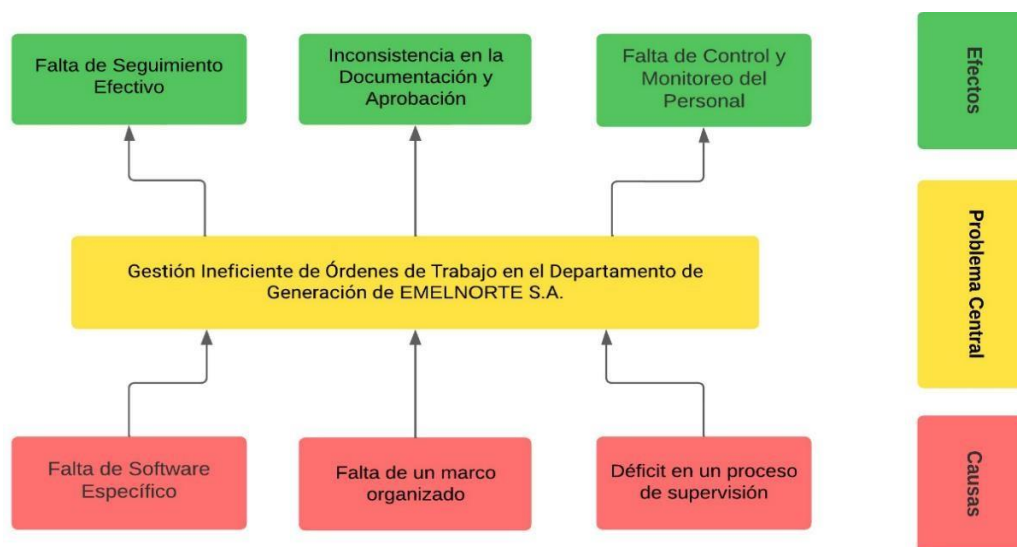 Falta de Seguimiento
Efectivo
Inconsistencia en la
Documentación y
Aprobación
Falta de Control y
Monitoreo del
Personal
Efectos
Gestión Ineficiente de Órdenes de Trabajo en el Departamento de
Generación de EMELNORTE S.A.
Problema Central
Falta de Software
Específico
Falta de un marco
organizado
Déficit en un proceso
de supervisión
Causas